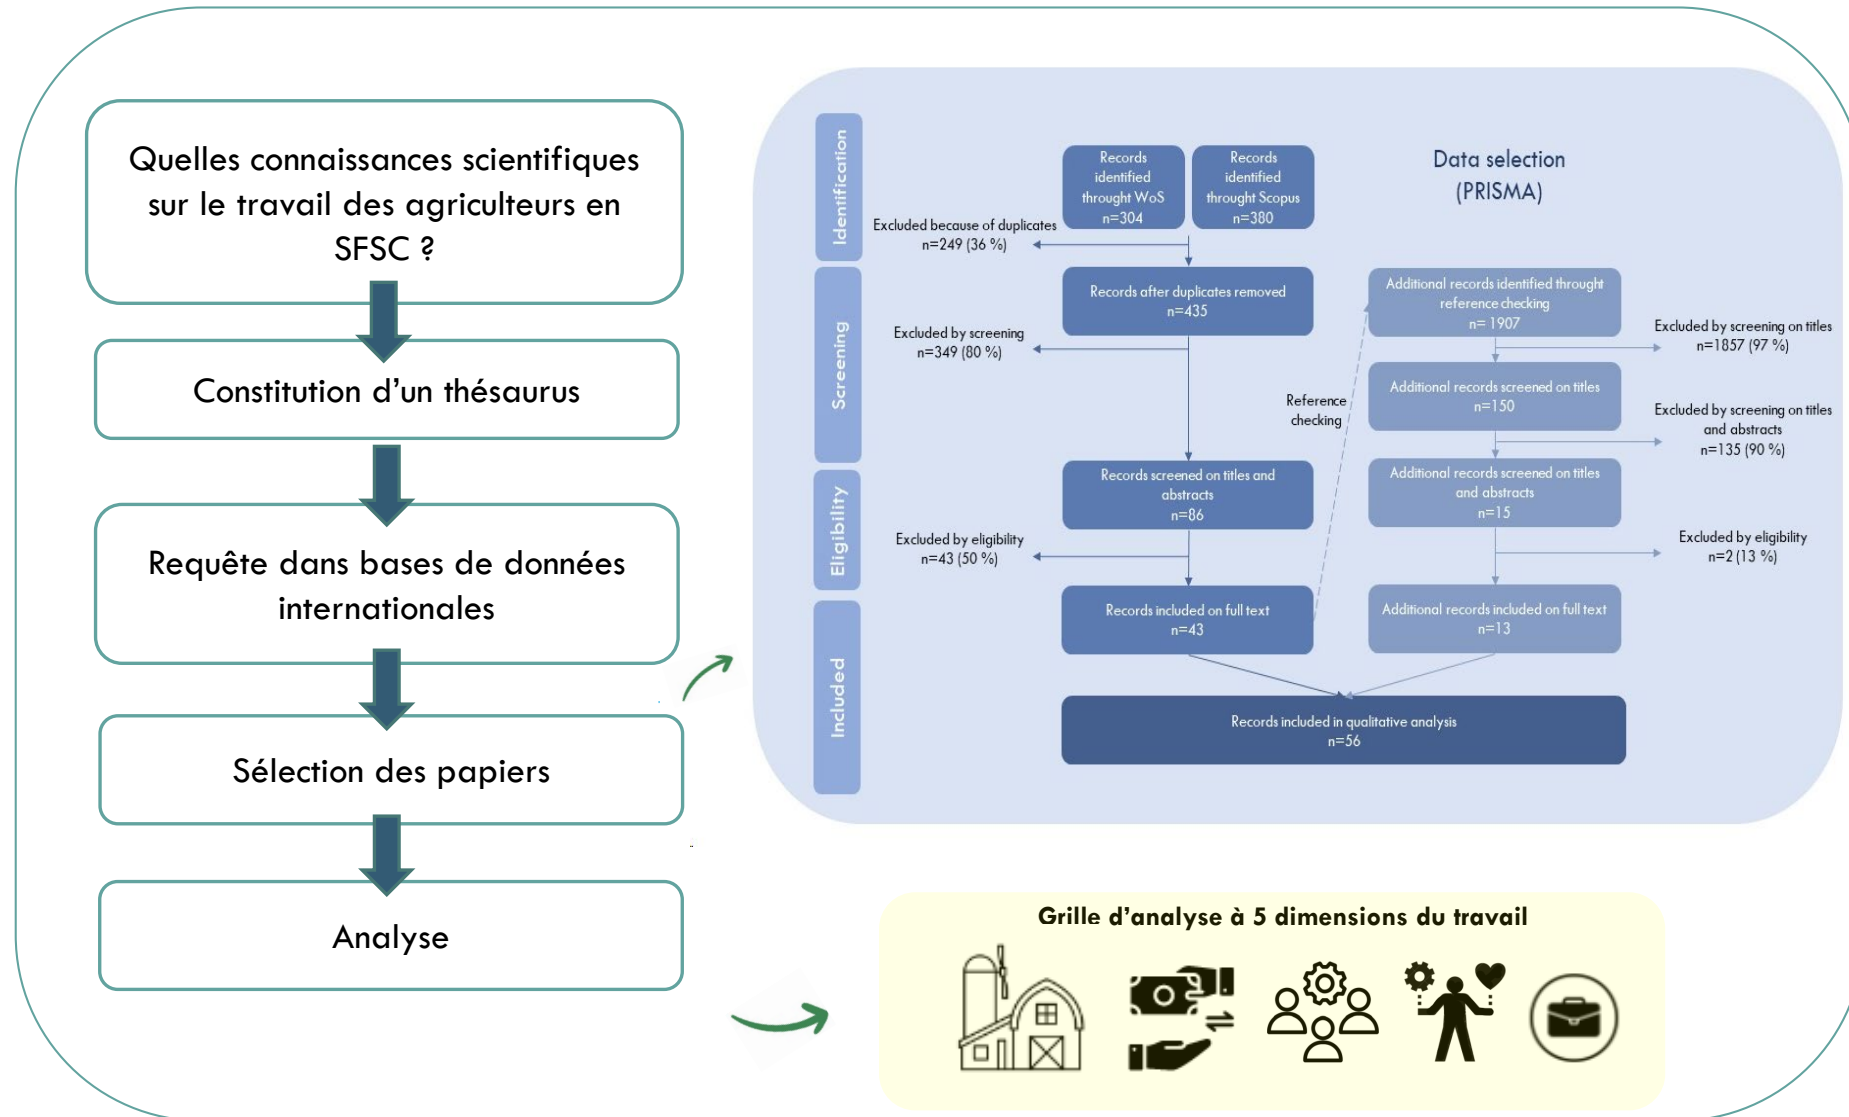 Quelles connaissances scientifiques
sur le travail des agriculteurs en
SFSC ?
Constitution d'un thésaurus
Requête dans bases de données
internationales
Sélection des papiers
Analyse
Data selection
(PRISMA)
Identification
Records
identified
throught WoS
n=304
Records
identified
throught Scopus
n=380
Excluded because of duplicates
n=249 (36 %)
Screening
Records after duplicates removed
n=435
Excluded by screening
n=349 (80 %)
Additional records identified throught
reference checking
n= 1907
Excluded by screening on titles
n=1857 (97 %)
Reference
checking
Additional records screened on titles
n=150
Excluded by screening on titles
and abstracts
n=135 (90 %)
Eligibility
Records screened on titles and
abstracts
n=86
Additional records screened on titles
and abstracts
n=15
Excluded by eligibility
n=43 (50 %)
Excluded by eligibility
n=2 (13 %)
Included
Records included on full text
n=43
Additional records included on full text
n=13
Records included in qualitative analysis
n=56
Grille d'analyse à 5 dimensions du travail